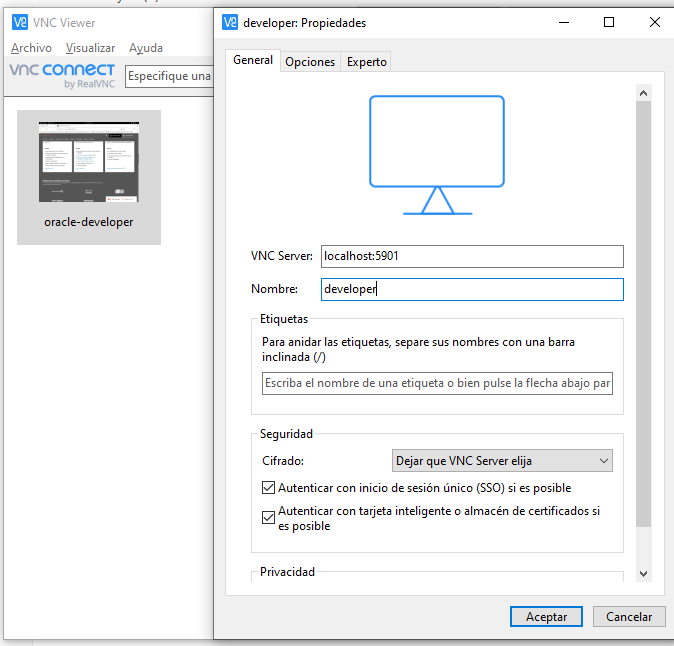 VNC Viewer
Archivo Visualizar Ayuda
vnc connect
by RealVNC
Especifique una
oracle-developer
developer: Propiedades
General Opciones Experto
VNC Server: localhost:5901
Nombre: developer
Etiquetas
Para anidar las etiquetas, separe sus nombres con una barra
inclinada (/)
Escriba el nombre de una etiqueta o bien pulse la flecha abajo par
Seguridad
Cifrado: Dejar que VNC Server elija
Autenticar con inicio de sesión único (SSO) si es posible
Autenticar con tarjeta inteligente o almacén de certificados si
es posible
Privacidad
Aceptar Cancelar